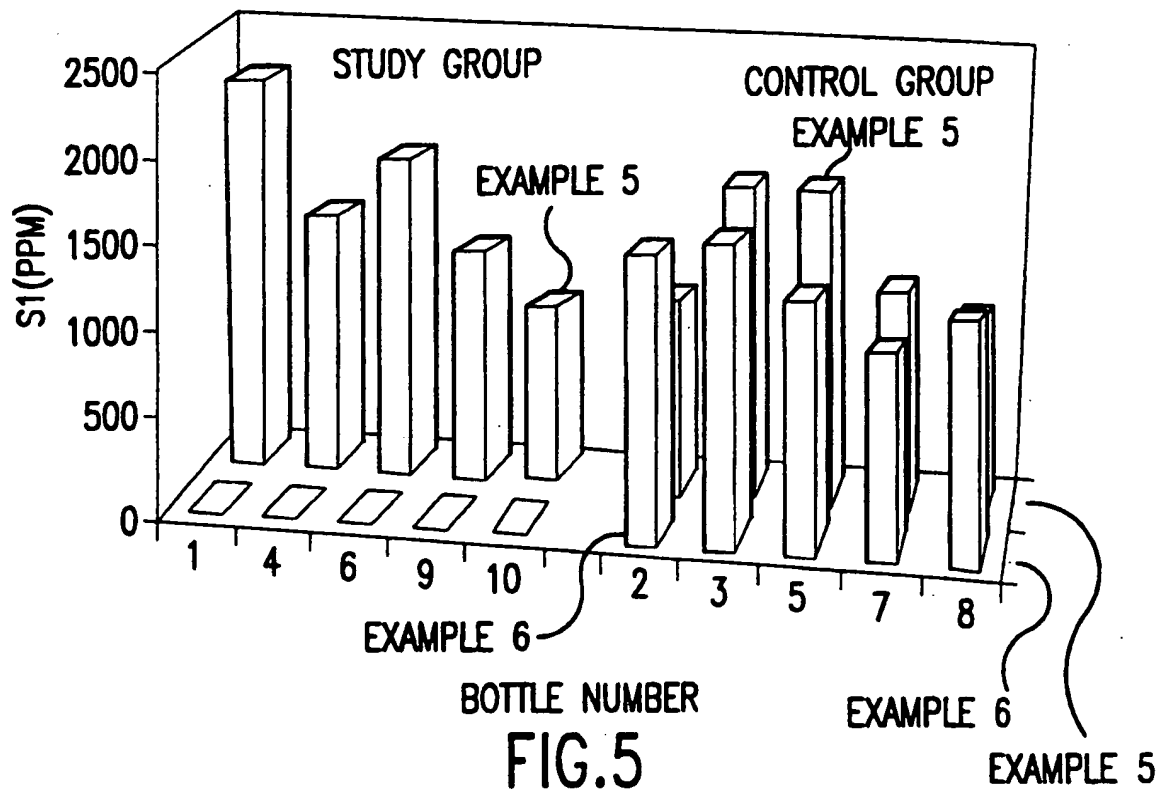 STUDY GROUP
CONTROL GROUP
EXAMPLE 5
EXAMPLE 5
S1(PPM)
2500
2000
1500
1000
500
0
1 4 6 9 10 2 3 5 7 8
EXAMPLE 6
BOTTLE NUMBER
EXAMPLE 6
EXAMPLE 5
FIG.5